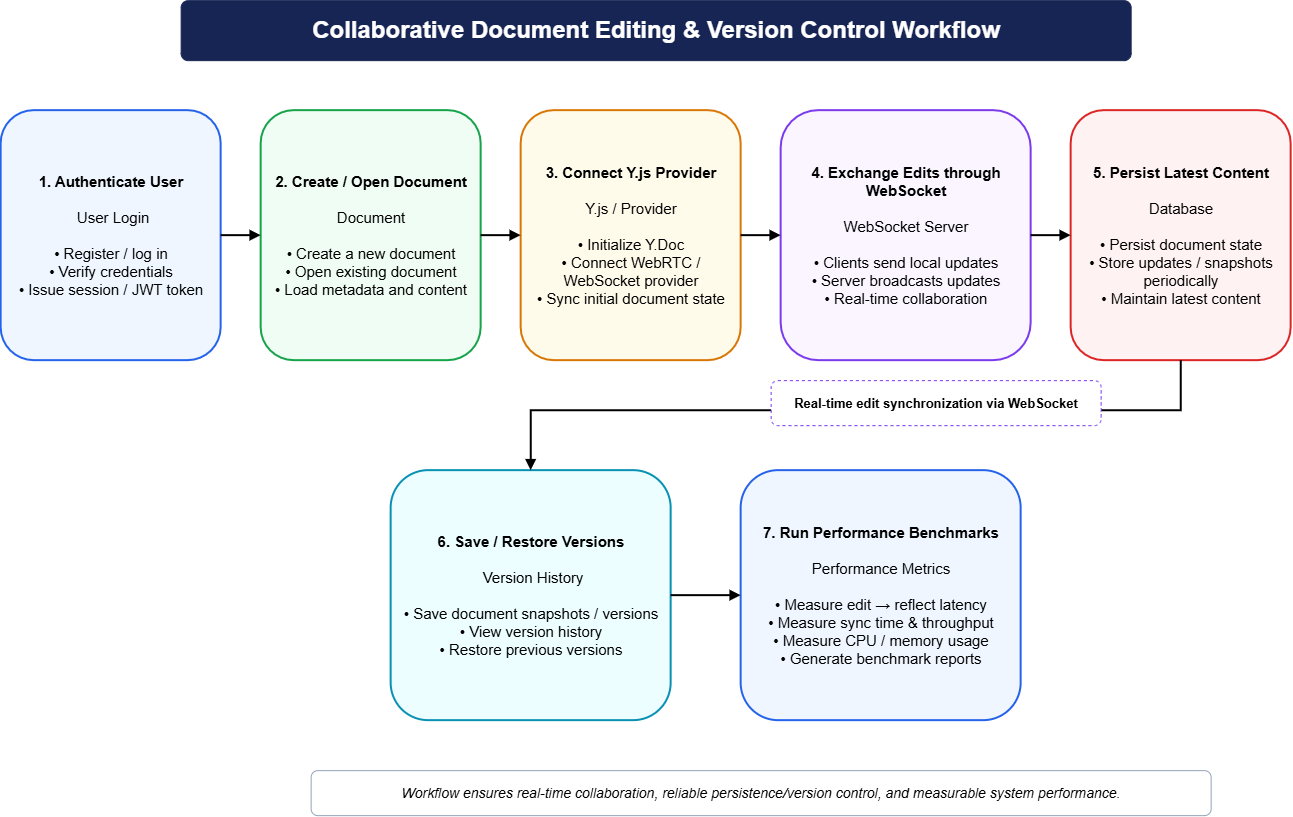 Collaborative Document Editing & Version Control Workflow
1. Authenticate User
User Login
• Register / log in
• Verify credentials
• Issue session / JWT token
2. Create / Open Document
Document
• Create a new document
• Open existing document
• Load metadata and content
3. Connect Y.js Provider
Y.js / Provider
• Initialize Y.Doc
• Connect WebRTC /
WebSocket provider
• Sync initial document state
4. Exchange Edits through
WebSocket
WebSocket Server
• Clients send local updates
• Server broadcasts updates
• Real-time collaboration
5. Persist Latest Content
Database
• Persist document state
• Store updates / snapshots
periodically
• Maintain latest content
Real-time edit synchronization via WebSocket
6. Save / Restore Versions
Version History
• Save document snapshots / versions
• View version history
• Restore previous versions
7. Run Performance Benchmarks
Performance Metrics
• Measure edit → reflect latency
• Measure sync time & throughput
• Measure CPU / memory usage
• Generate benchmark reports
Workflow ensures real-time collaboration, reliable persistence/version control, and measurable system performance.